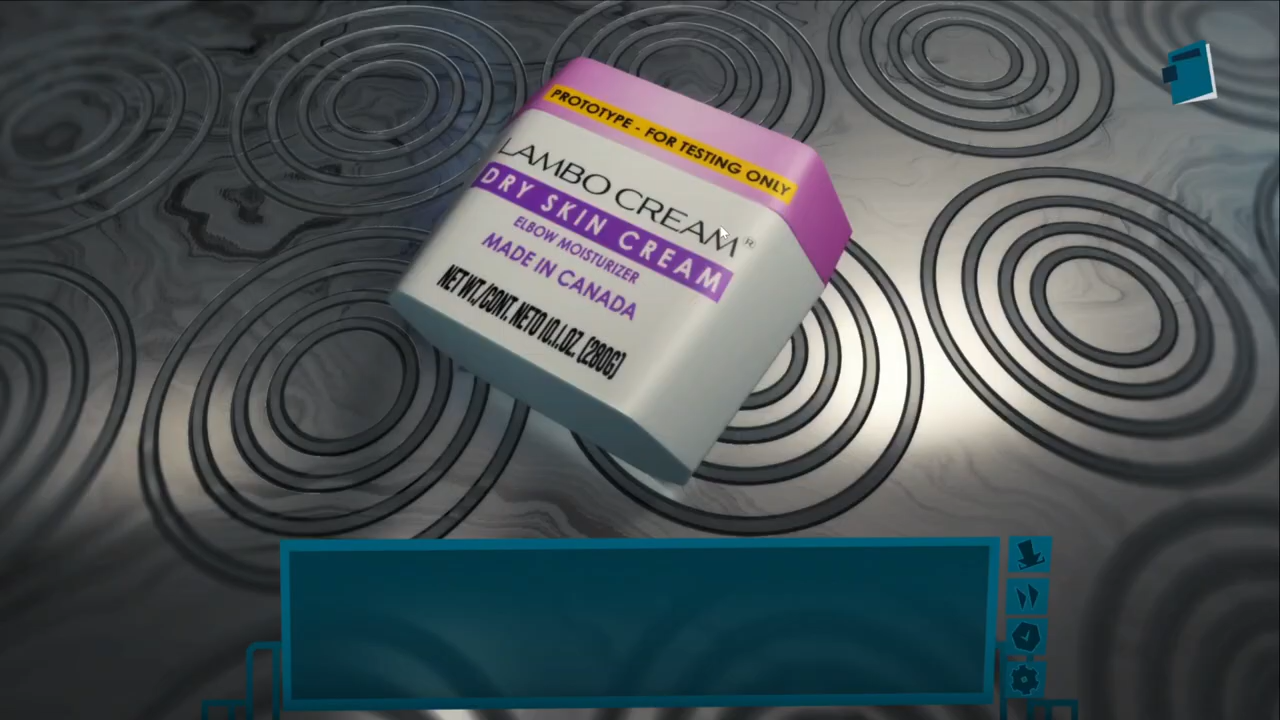 PROTOTYPE - FOR TESTING ONLY
LAMBO CREAM®
DRY SKIN CREAM
ELBOW MOISTURIZER
MADE IN CANADA
NET WT./CONT. NETO 10.1.OZ. (280G)